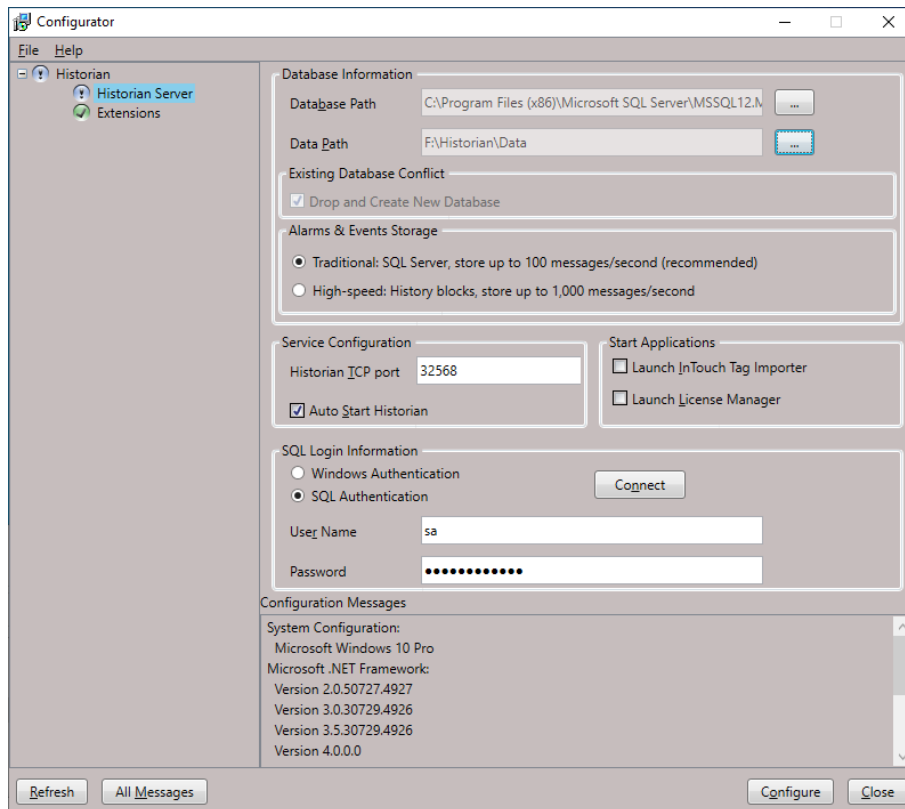 Configurator
File Help
Historian
Historian Server
Extensions
Database Information
Database Path C:\Program Files (x86)\Microsoft SQL Server\MSSQL12.M ...
Data Path F:\Historian\Data ...
Existing Database Conflict
Drop and Create New Database
Alarms & Events Storage
Traditional: SQL Server, store up to 100 messages/second (recommended)
High-speed: History blocks, store up to 1,000 messages/second
Service Configuration
Historian TCP port 32568
Auto Start Historian
Start Applications
Launch InTouch Tag Importer
Launch License Manager
SQL Login Information
Windows Authentication
SQL Authentication
Connect
User Name sa
Password ●●●●●●●●●●●●
Configuration Messages
System Configuration:
Microsoft Windows 10 Pro
Microsoft .NET Framework:
Version 2.0.50727.4927
Version 3.0.30729.4926
Version 3.5.30729.4926
Version 4.0.0.0
Refresh All Messages Configure Close